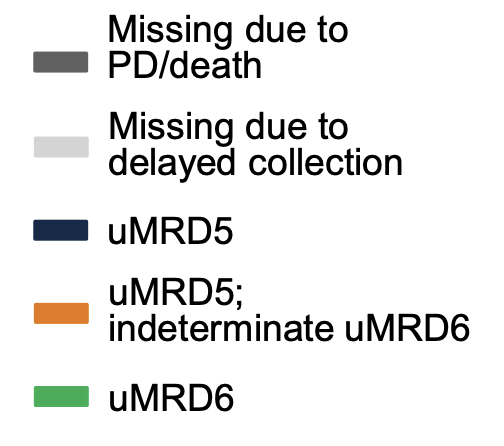 Missing due to
PD/death
Missing due to
delayed collection
uMRD5
uMRD5;
indeterminate uMRD6
uMRD6